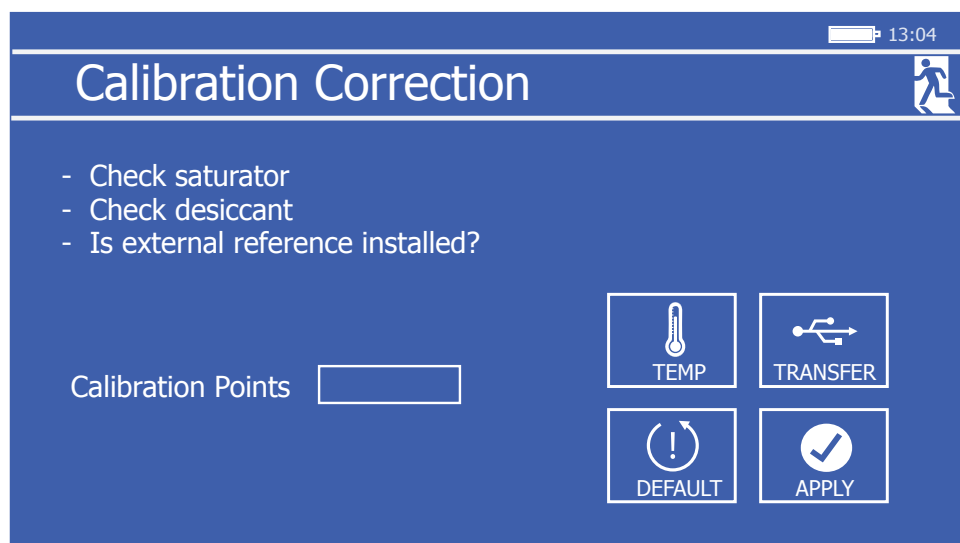 13:04
Calibration Correction
- Check saturator
- Check desiccant
- Is external reference installed?
TEMP
TRANSFER
Calibration Points
DEFAULT
APPLY